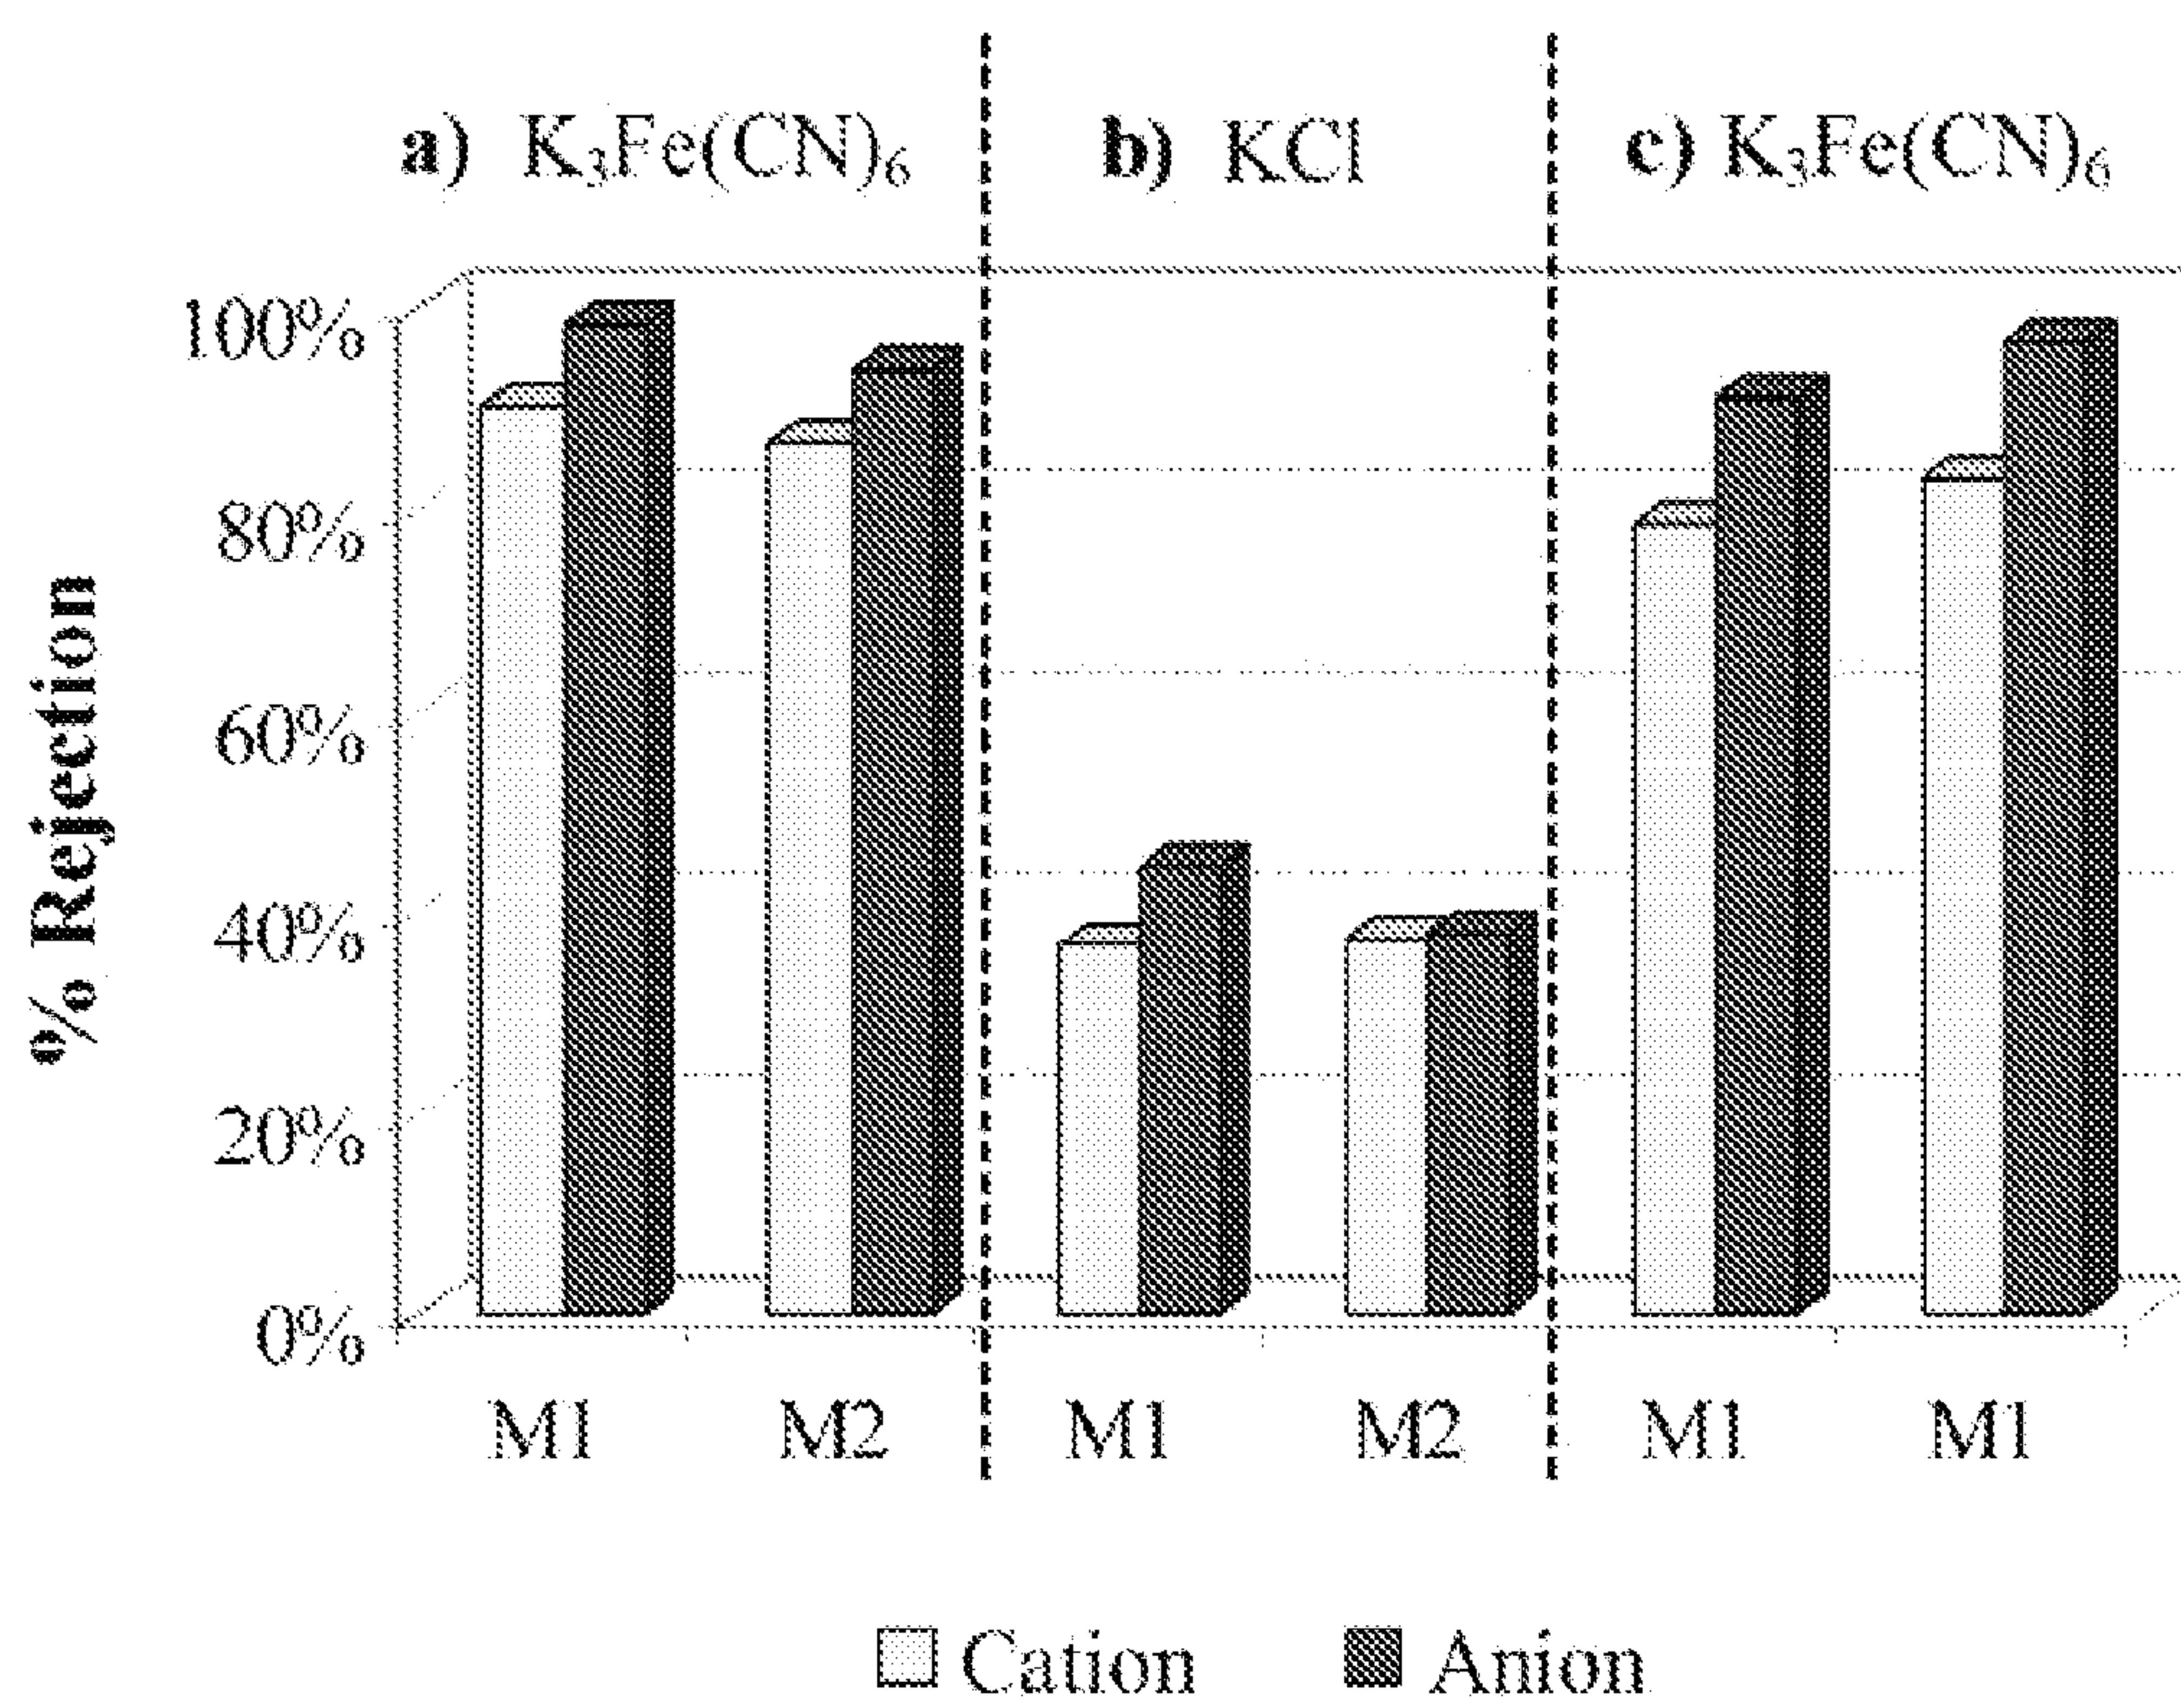 a) K₃Fe(CN)₆
b) KCl
c) K₃Fe(CN)₆
% Rejection
100%
80%
60%
40%
20%
0%
M1 M2 M1 M2 M1 M1
Cation Anion